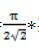 = π/(2√2) *